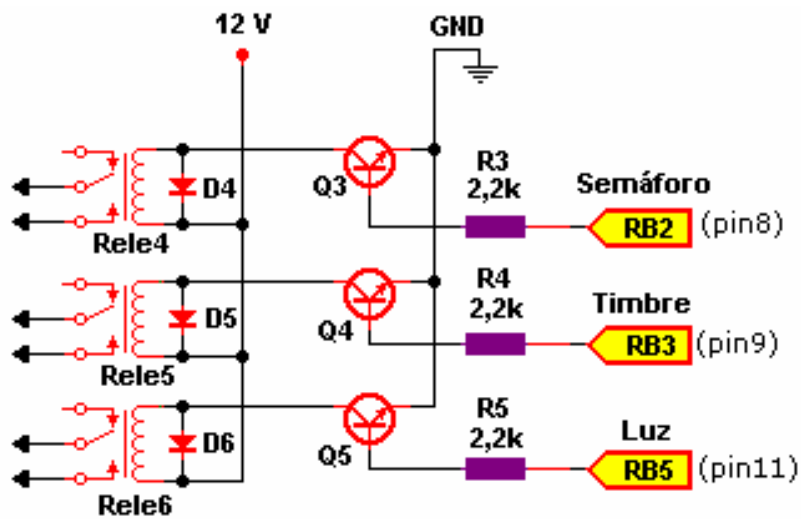 12 V
GND
D4
Q3
R3
2,2k
Semáforo
RB2
(pin8)
Rele4
D5
Q4
R4
2,2k
Timbre
RB3
(pin9)
Rele5
D6
Q5
R5
2,2k
Luz
RB5
(pin11)
Rele6